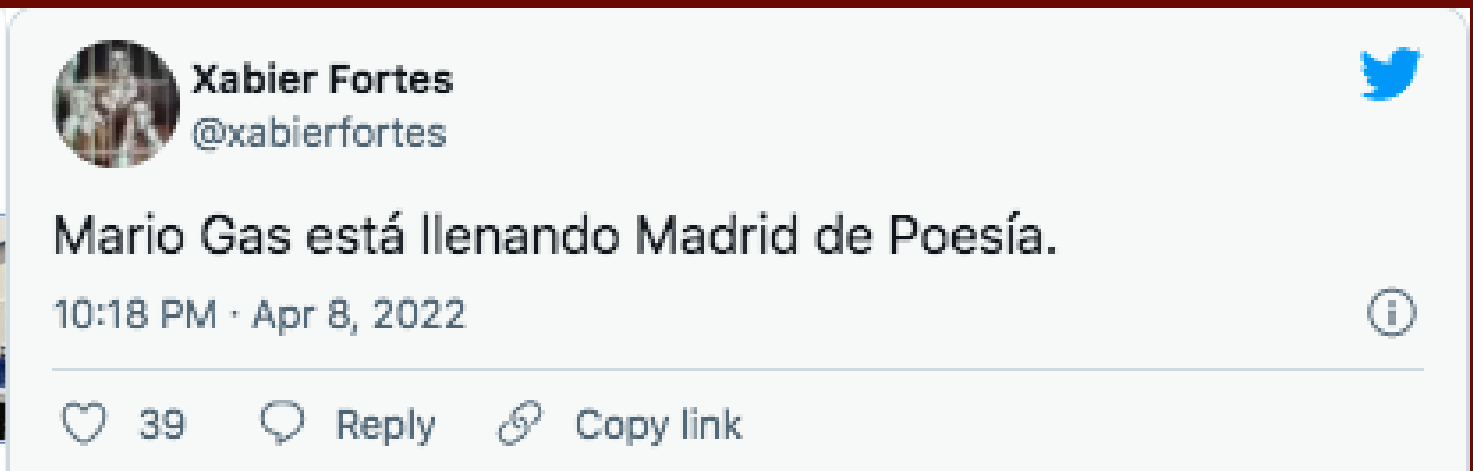 Xabier Fortes
@xabierfortes
Mario Gas está llenando Madrid de Poesía.
10:18 PM · Apr 8, 2022
39 Reply Copy link